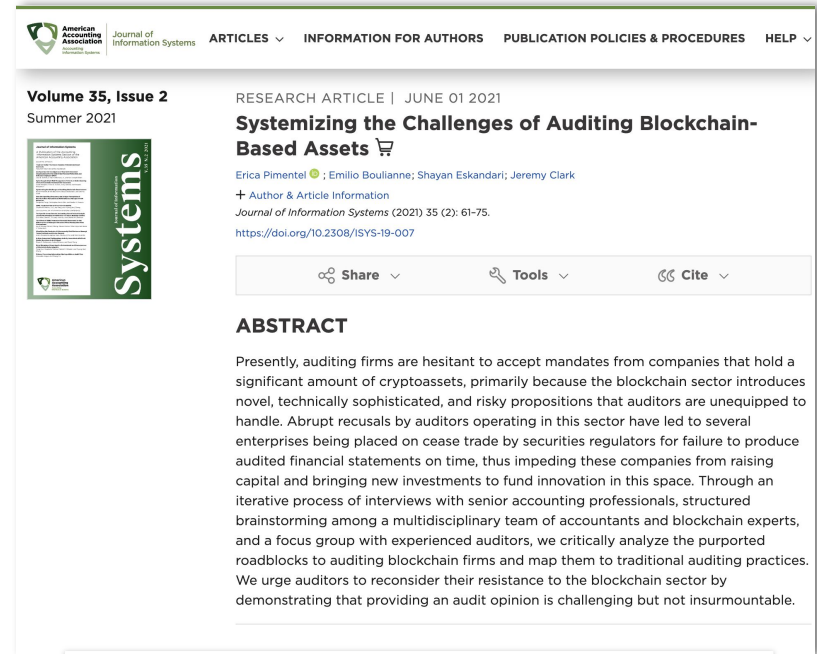 American
Accounting
Association
Accounting
Information Systems
Journal of
Information Systems
ARTICLES
INFORMATION FOR AUTHORS
PUBLICATION POLICIES & PROCEDURES
HELP
Volume 35, Issue 2
Summer 2021
Journal of Information
Systems
American
Accounting
Association
RESEARCH ARTICLE | JUNE 01 2021
Systemizing the Challenges of Auditing Blockchain-
Based Assets
Erica Pimentel iD ; Emilio Boulianne; Shayan Eskandari; Jeremy Clark
+ Author & Article Information
Journal of Information Systems (2021) 35 (2): 61–75.
https://doi.org/10.2308/ISYS-19-007
Share
Tools
Cite
ABSTRACT
Presently, auditing firms are hesitant to accept mandates from companies that hold a
significant amount of cryptoassets, primarily because the blockchain sector introduces
novel, technically sophisticated, and risky propositions that auditors are unequipped to
handle. Abrupt recusals by auditors operating in this sector have led to several
enterprises being placed on cease trade by securities regulators for failure to produce
audited financial statements on time, thus impeding these companies from raising
capital and bringing new investments to fund innovation in this space. Through an
iterative process of interviews with senior accounting professionals, structured
brainstorming among a multidisciplinary team of accountants and blockchain experts,
and a focus group with experienced auditors, we critically analyze the purported
roadblocks to auditing blockchain firms and map them to traditional auditing practices.
We urge auditors to reconsider their resistance to the blockchain sector by
demonstrating that providing an audit opinion is challenging but not insurmountable.